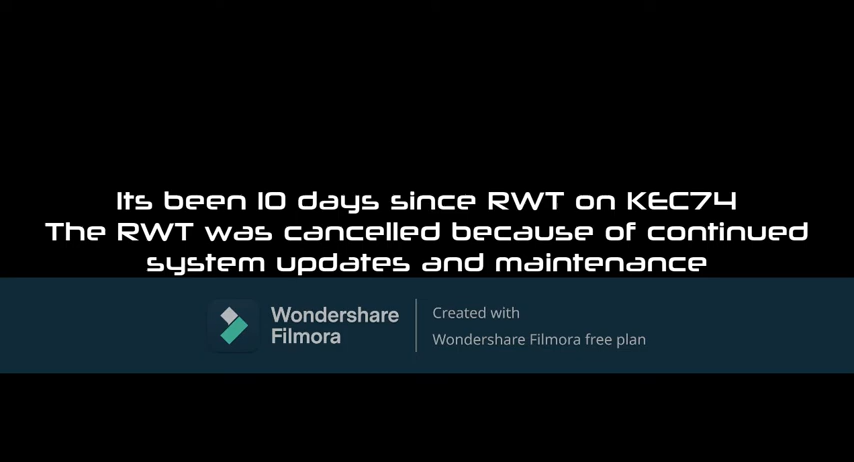 Its been 10 days since RWT on KEC74
The RWT was cancelled because of continued
system updates and maintenance
Wondershare
Filmora
Created with
Wondershare Filmora free plan